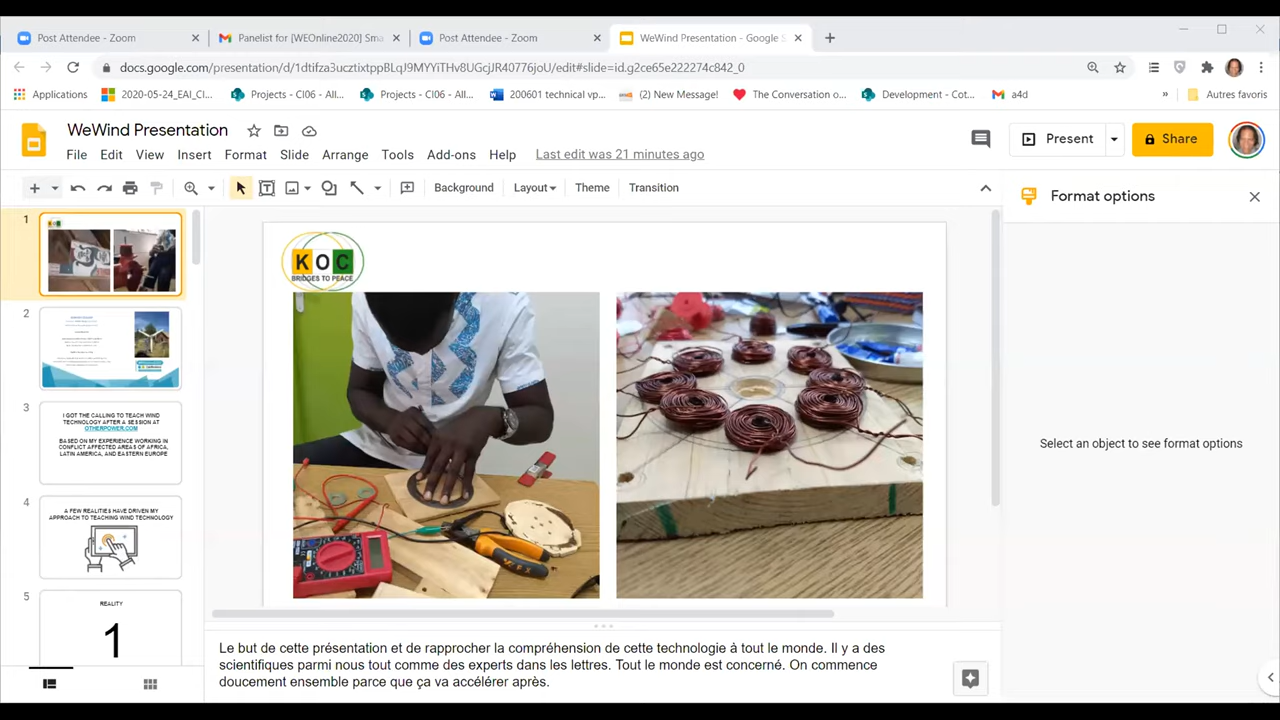 Post Attendee - Zoom
Panelist for [WEOnline2020] Sma
Post Attendee - Zoom
WeWind Presentation - Google S
docs.google.com/presentation/d/1dtifza3ucztixtppBLqJ9MYYiTHv8UGcjJR40776joU/edit#slide=id.g2ce65e222274c842_0
Applications
2020-05-24_EAI_Cl...
Projects - CI06 - All...
Projects - CI06 - All...
200601 technical vp...
(2) New Message!
The Conversation o...
Development - Cot...
a4d
»
Autres favoris
WeWind Presentation
File Edit View Insert Format Slide Arrange Tools Add-ons Help Last edit was 21 minutes ago
Present
Share
Background Layout Theme Transition
Format options
Select an object to see format options
1
KOC
2
3
I GOT THE CALLING TO TEACH WIND
TECHNOLOGY AFTER A SESSION AT
OTHERPOWER.COM
BASED ON MY EXPERIENCE WORKING IN
CONFLICT AFFECTED AREAS OF AFRICA,
LATIN AMERICA, AND EASTERN EUROPE
4
A FEW REALITIES HAVE DRIVEN MY
APPROACH TO TEACHING WIND TECHNOLOGY
5
REALITY
1
KOC
BRIDGES TO PEACE
Le but de cette présentation et de rapprocher la compréhension de cette technologie à tout le monde. Il y a des
scientifiques parmi nous tout comme des experts dans les lettres. Tout le monde est concerné. On commence
doucement ensemble parce que ça va accélérer après.